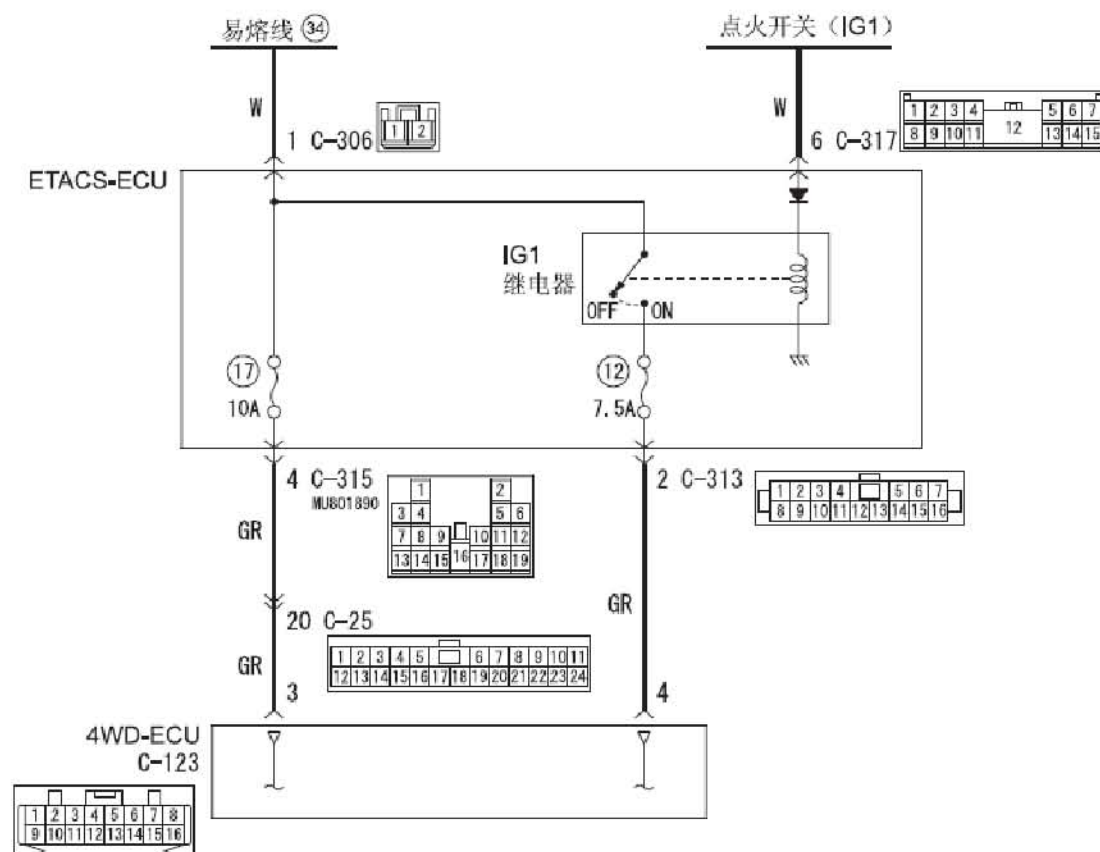 易熔线 34 点火开关（IG1）
W W
1 2
1 2 3 4 5 6 7
8 9 10 11 12 13 14 15
1 C-306 6 C-317
ETACS-ECU
IG1
继电器
OFF ON
17 12
10A 7.5A
4 C-315 2 C-313
MU801890
1 2
3 4 5 6
7 8 9 10 11 12
13 14 15 16 17 18 19
1 2 3 4 5 6 7
8 9 10 11 12 13 14 15 16
GR GR
20 C-25
1 2 3 4 5 6 7 8 9 10 11
12 13 14 15 16 17 18 19 20 21 22 23 24
GR
3 4
4WD-ECU
C-123
1 2 3 4 5 6 7 8
9 10 11 12 13 14 15 16